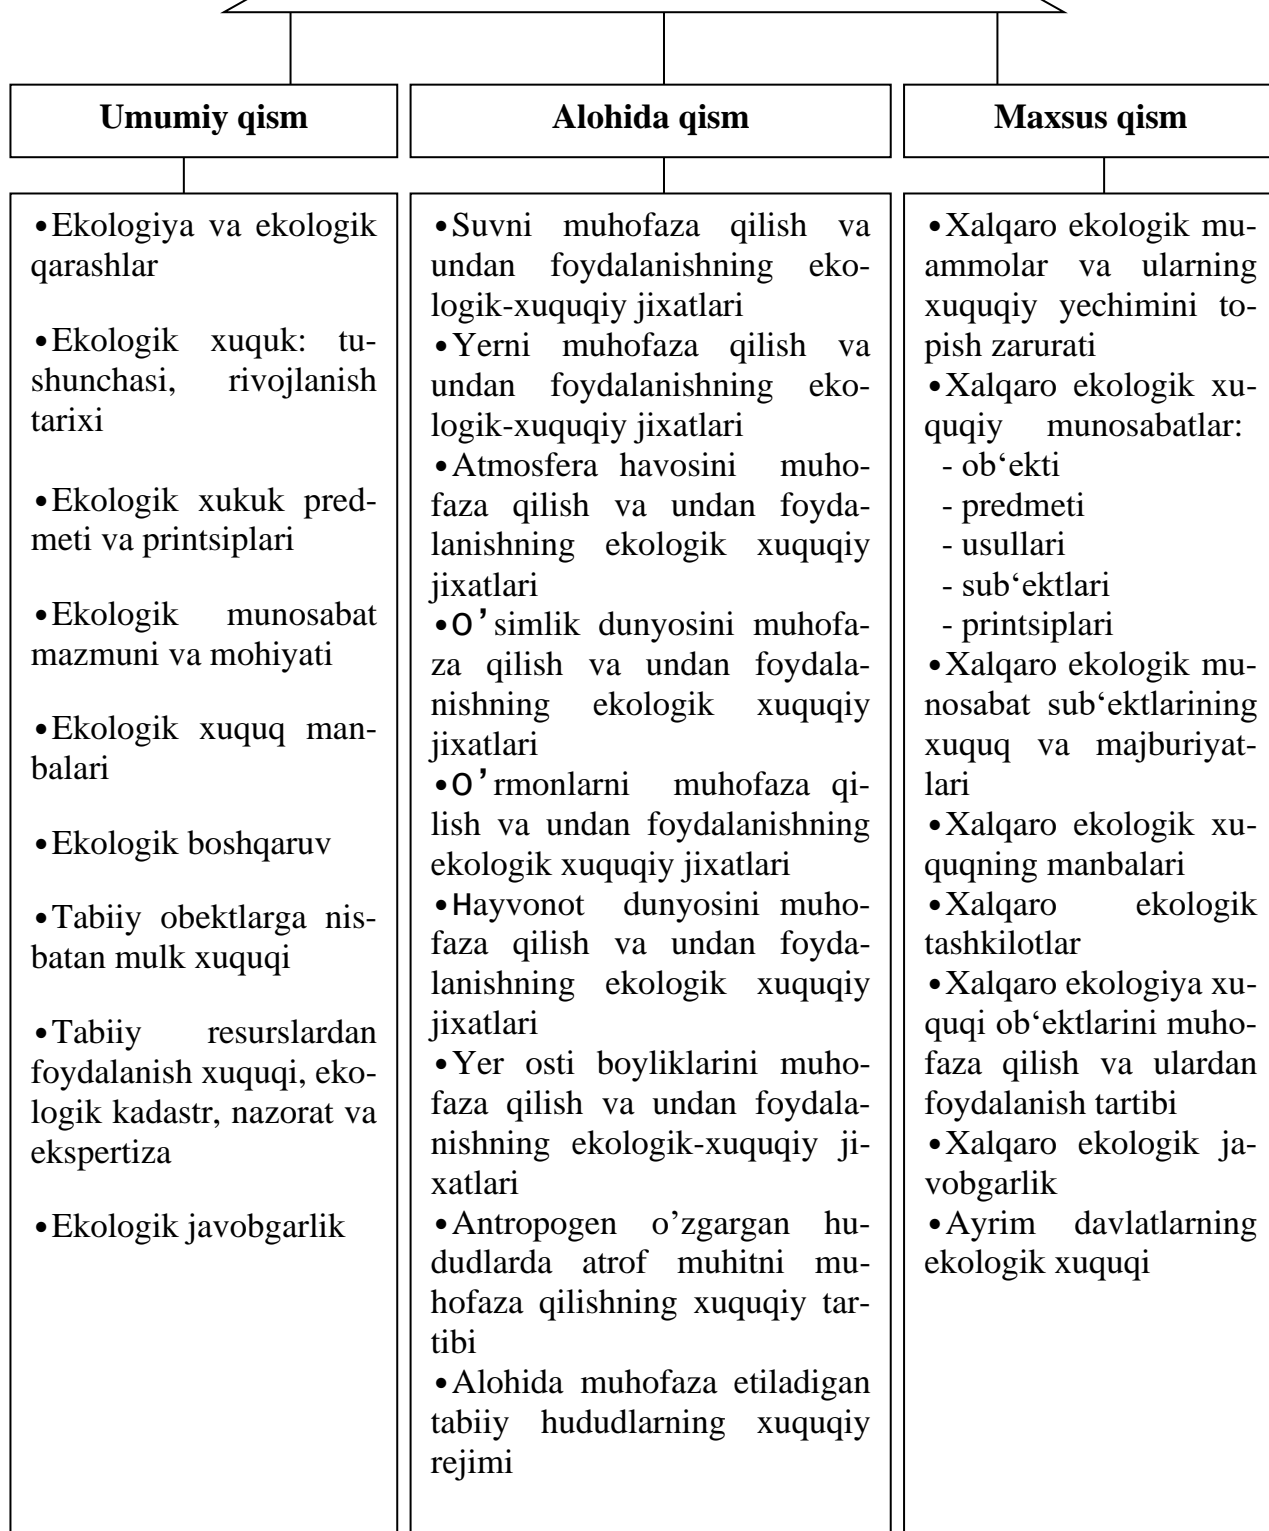 Umumiy qism
•Ekologiya va ekologik
qarashlar
•Ekologik xuquk: tu-
shunchasi, rivojlanish
tarixi
•Ekologik xukuk pred-
meti va printsiplari
•Ekologik munosabat
mazmuni va mohiyati
•Ekologik xuquq man-
balari
•Ekologik boshqaruv
•Tabiiy obektlarga nis-
batan mulk xuquqi
•Tabiiy resurslardan
foydalanish xuquqi, eko-
logik kadastr, nazorat va
ekspertiza
•Ekologik javobgarlik
Alohida qism
•Suvni muhofaza qilish va
undan foydalanishning eko-
logik-xuquqiy jixatlari
•Yerni muhofaza qilish va
undan foydalanishning eko-
logik-xuquqiy jixatlari
•Atmosfera havosini muho-
faza qilish va undan foyda-
lanishning ekologik xuquqiy
jixatlari
•O’simlik dunyosini muhofa-
za qilish va undan foydala-
nishning ekologik xuquqiy
jixatlari
•O’rmonlarni muhofaza qi-
lish va undan foydalanishning
ekologik xuquqiy jixatlari
•Hayvonot dunyosini muho-
faza qilish va undan foyda-
lanishning ekologik xuquqiy
jixatlari
•Yer osti boyliklarini muho-
faza qilish va undan foydala-
nishning ekologik-xuquqiy ji-
xatlari
•Antropogen o’zgargan hu-
dudlarda atrof muhitni mu-
hofaza qilishning xuquqiy tar-
tibi
•Alohida muhofaza etiladigan
tabiiy hududlarning xuquqiy
rejimi
Maxsus qism
•Xalqaro ekologik mu-
ammolar va ularning
xuquqiy yechimini to-
pish zarurati
•Xalqaro ekologik xu-
quqiy munosabatlar:
- ob‘ekti
- predmeti
- usullari
- sub‘ektlari
- printsiplari
•Xalqaro ekologik mu-
nosabat sub‘ektlarining
xuquq va majburiyat-
lari
•Xalqaro ekologik xu-
quqning manbalari
•Xalqaro ekologik
tashkilotlar
•Xalqaro ekologiya xu-
quqi ob‘ektlarini muho-
faza qilish va ulardan
foydalanish tartibi
•Xalqaro ekologik ja-
vobgarlik
•Ayrim davlatlarning
ekologik xuquqi